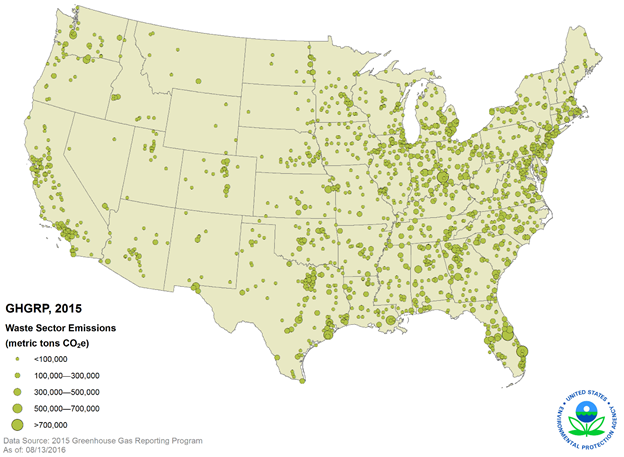 GHGRP, 2015
Waste Sector Emissions
(metric tons CO₂e)
<100,000
100,000—300,000
300,000—500,000
500,000—700,000
>700,000
Data Source: 2015 Greenhouse Gas Reporting Program
As of: 08/13/2016
UNITED STATES
ENVIRONMENTAL PROTECTION AGENCY